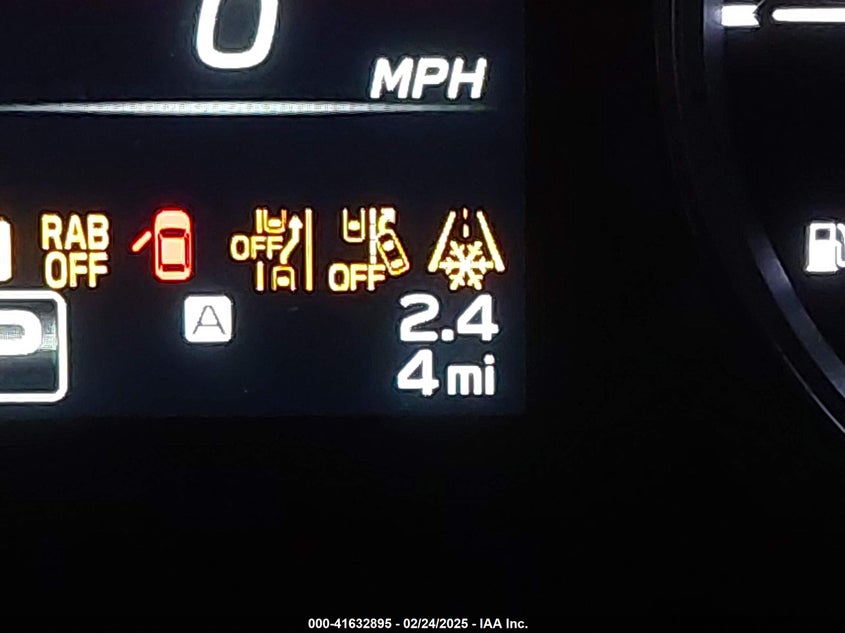 0
MPH
RAB
OFF
OFF
OFF
P
A
2.4
4 mi
000-41632895 - 02/24/2025 - IAA Inc.